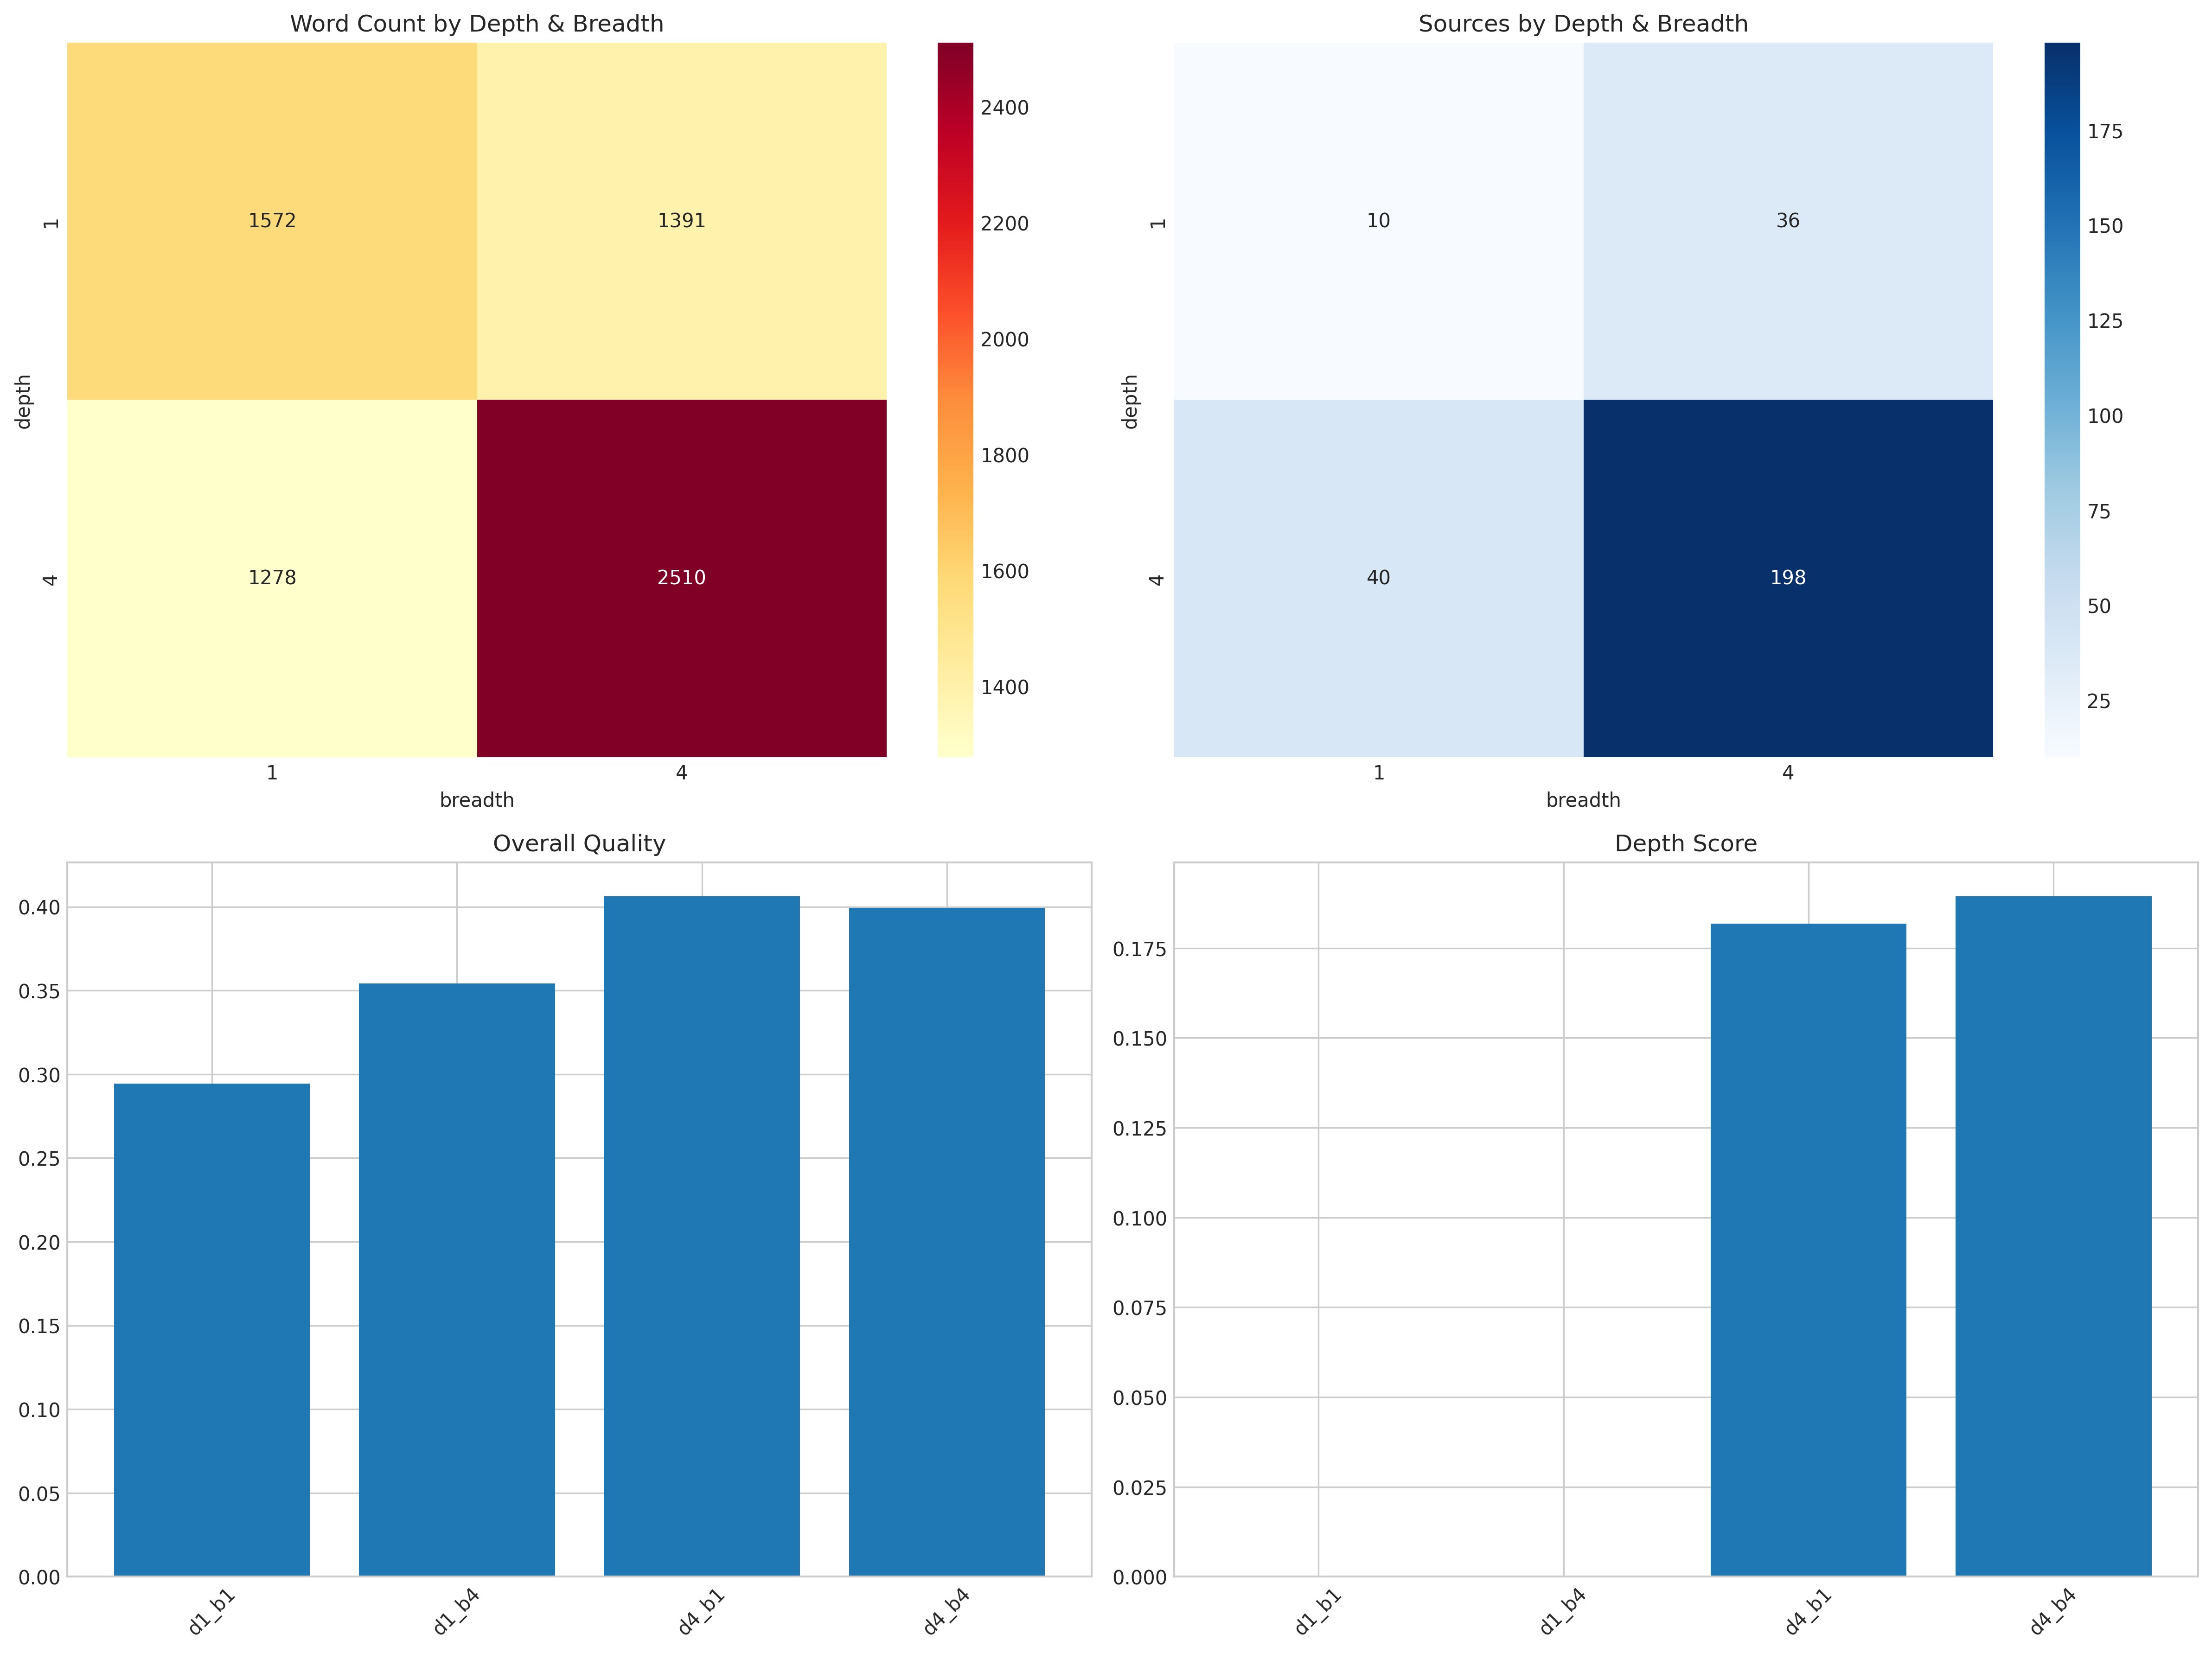 Word Count by Depth & Breadth
1572
1391
1278
2510
1
4
depth
1
4
breadth
2400
2200
2000
1800
1600
1400
Sources by Depth & Breadth
10
36
40
198
1
4
depth
1
4
breadth
175
150
125
100
75
50
25
Overall Quality
0.40
0.35
0.30
0.25
0.20
0.15
0.10
0.05
0.00
d1_b1
d1_b4
d4_b1
d4_b4
Depth Score
0.175
0.150
0.125
0.100
0.075
0.050
0.025
0.000
d1_b1
d1_b4
d4_b1
d4_b4